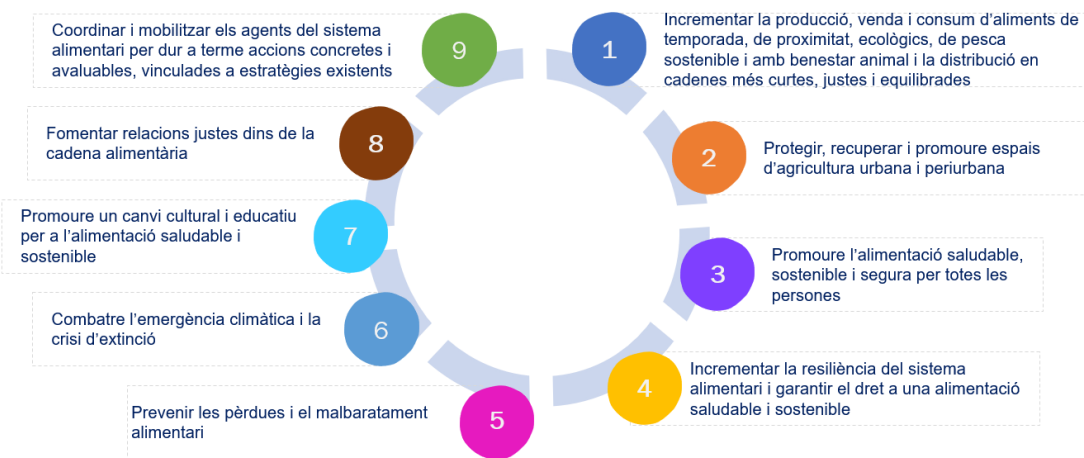 1
Incrementar la producció, venda i consum d’aliments de
temporada, de proximitat, ecològics, de pesca
sostenible i amb benestar animal i la distribució en
cadenes més curtes, justes i equilibrades
2
Protegir, recuperar i promoure espais
d’agricultura urbana i periurbana
3
Promoure l’alimentació saludable,
sostenible i segura per totes les
persones
4
Incrementar la resiliència del sistema
alimentari i garantir el dret a una alimentació
saludable i sostenible
5
Prevenir les pèrdues i el malbaratament
alimentari
6
Combatre l’emergència climàtica i la
crisi d’extinció
7
Promoure un canvi cultural i educatiu
per a l’alimentació saludable i
sostenible
8
Fomentar relacions justes dins de la
cadena alimentària
9
Coordinar i mobilitzar els agents del sistema
alimentari per dur a terme accions concretes i
avaluables, vinculades a estratègies existents